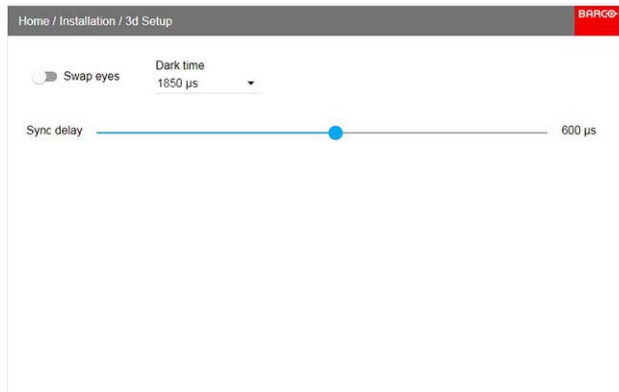 Home / Installation / 3d Setup
BARCO
Swap eyes
Dark time
1850 µs
Sync delay
600 µs